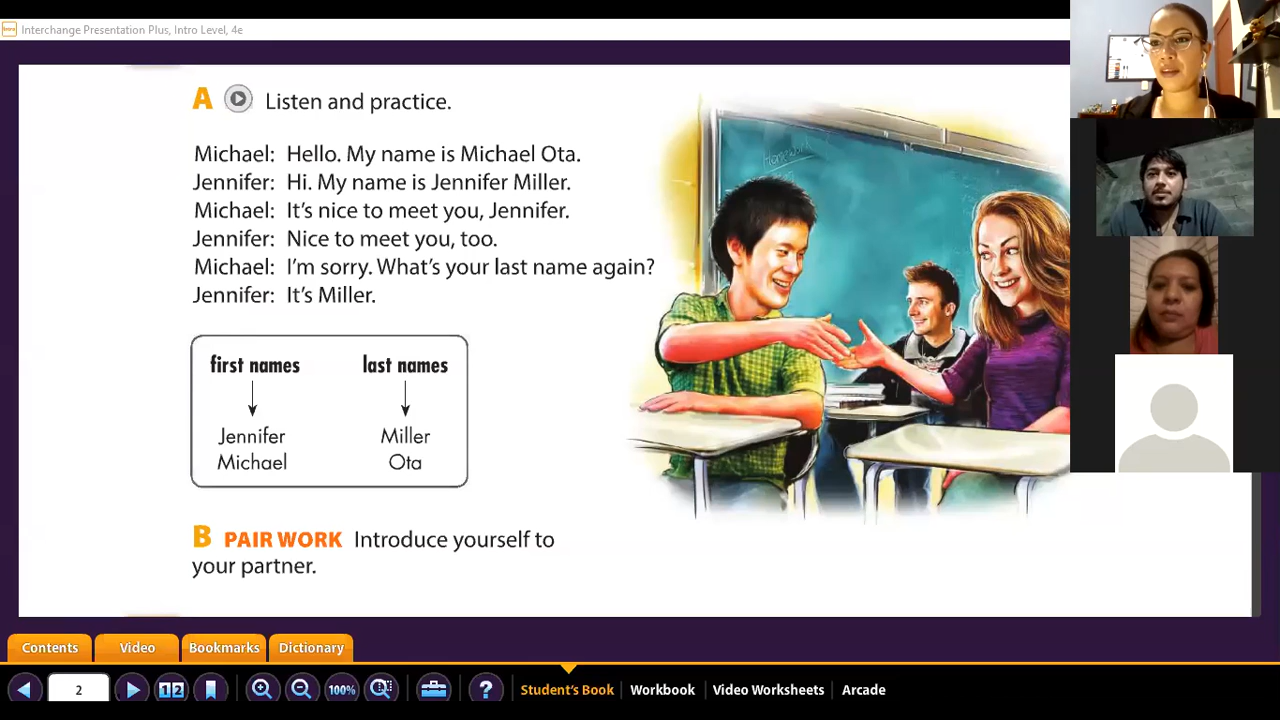 Interchange Presentation Plus, Intro Level, 4e
A Listen and practice.
Michael: Hello. My name is Michael Ota.
Jennifer: Hi. My name is Jennifer Miller.
Michael: It's nice to meet you, Jennifer.
Jennifer: Nice to meet you, too.
Michael: I'm sorry. What's your last name again?
Jennifer: It's Miller.
first names last names
Jennifer Miller
Michael Ota
Homework
B PAIR WORK Introduce yourself to
your partner.
Contents Video Bookmarks Dictionary
2 12 100% ? Student's Book Workbook Video Worksheets Arcade